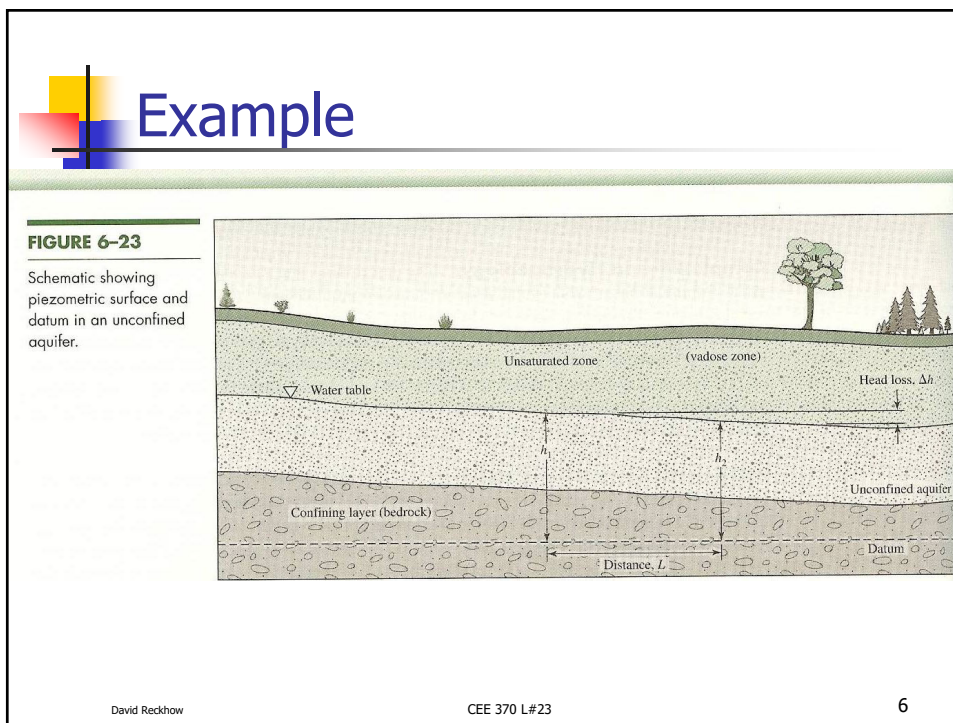 Example
FIGURE 6–23
Schematic showing
piezometric surface and
datum in an unconfined
aquifer.
Unsaturated zone
(vadose zone)
Head loss, Δh
Water table
h₁
h₂
Unconfined aquifer
Confining layer (bedrock)
Datum
Distance, L
David Reckhow
CEE 370 L#23
6